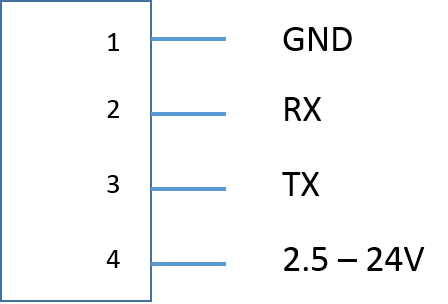 1 GND
2 RX
3 TX
4 2.5 – 24V